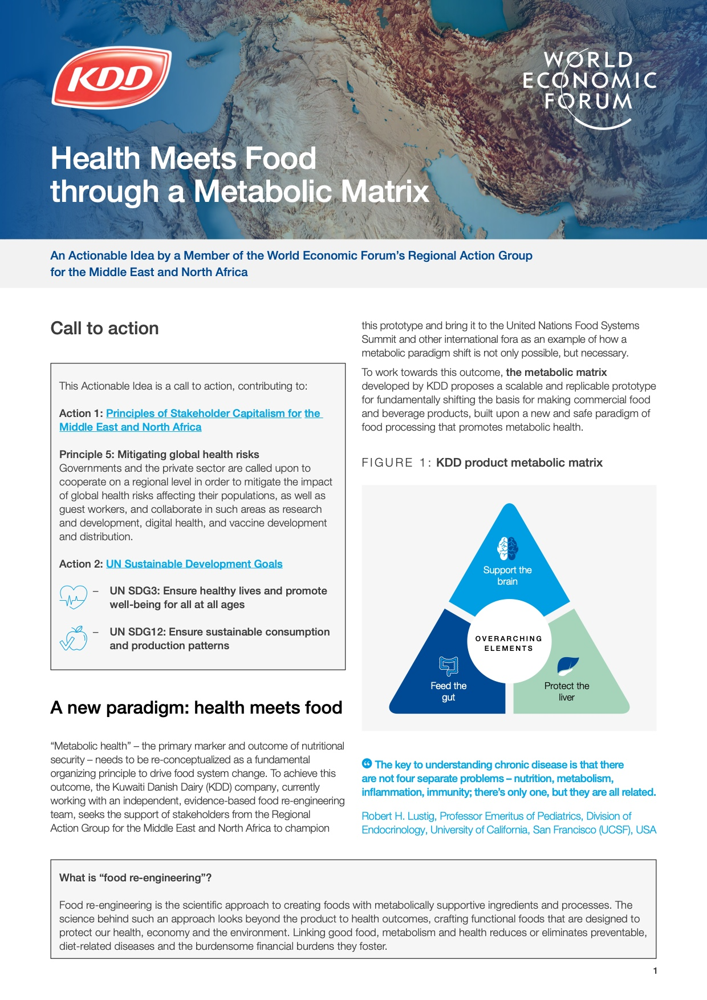 KDD
WORLD
ECONOMIC
FORUM
Health Meets Food
through a Metabolic Matrix
An Actionable Idea by a Member of the World Economic Forum’s Regional Action Group
for the Middle East and North Africa
Call to action
This Actionable Idea is a call to action, contributing to:
Action 1: Principles of Stakeholder Capitalism for the
Middle East and North Africa
Principle 5: Mitigating global health risks
Governments and the private sector are called upon to
cooperate on a regional level in order to mitigate the impact
of global health risks affecting their populations, as well as
guest workers, and collaborate in such areas as research
and development, digital health, and vaccine development
and distribution.
Action 2: UN Sustainable Development Goals
– UN SDG3: Ensure healthy lives and promote
well-being for all at all ages
– UN SDG12: Ensure sustainable consumption
and production patterns
A new paradigm: health meets food
“Metabolic health” – the primary marker and outcome of nutritional
security – needs to be re-conceptualized as a fundamental
organizing principle to drive food system change. To achieve this
outcome, the Kuwaiti Danish Dairy (KDD) company, currently
working with an independent, evidence-based food re-engineering
team, seeks the support of stakeholders from the Regional
Action Group for the Middle East and North Africa to champion
this prototype and bring it to the United Nations Food Systems
Summit and other international fora as an example of how a
metabolic paradigm shift is not only possible, but necessary.
To work towards this outcome, the metabolic matrix
developed by KDD proposes a scalable and replicable prototype
for fundamentally shifting the basis for making commercial food
and beverage products, built upon a new and safe paradigm of
food processing that promotes metabolic health.
FIGURE 1: KDD product metabolic matrix
Support the
brain
OVERARCHING
ELEMENTS
Feed the
gut
Protect the
liver
“ The key to understanding chronic disease is that there
are not four separate problems – nutrition, metabolism,
inflammation, immunity; there’s only one, but they are all related.
Robert H. Lustig, Professor Emeritus of Pediatrics, Division of
Endocrinology, University of California, San Francisco (UCSF), USA
What is “food re-engineering”?
Food re-engineering is the scientific approach to creating foods with metabolically supportive ingredients and processes. The
science behind such an approach looks beyond the product to health outcomes, crafting functional foods that are designed to
protect our health, economy and the environment. Linking good food, metabolism and health reduces or eliminates preventable,
diet-related diseases and the burdensome financial burdens they foster.
1